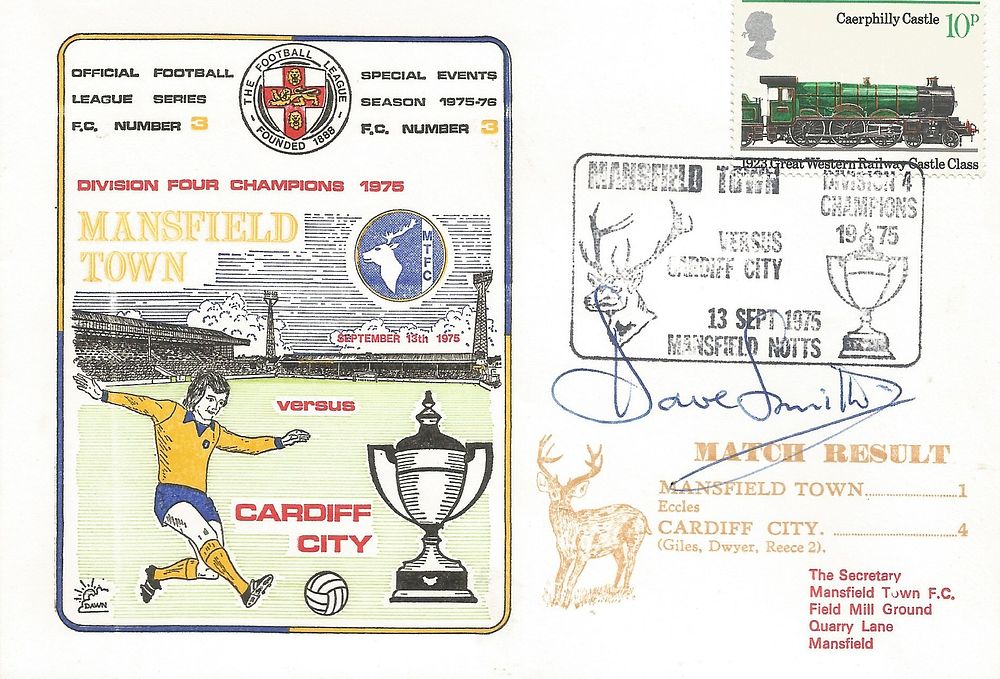 OFFICIAL FOOTBALL
LEAGUE SERIES
F.C. NUMBER 3
THE FOOTBALL LEAGUE
FOUNDED 1888
SPECIAL EVENTS
SEASON 1975-76
F.C. NUMBER 3
DIVISION FOUR CHAMPIONS 1975
MANSFIELD
TOWN
MTFC
SEPTEMBER 13th 1975
versus
CARDIFF
CITY
DAWN
Caerphilly Castle 10P
1923 Great Western Railway Castle Class
MANSFIELD TOWN
VERSUS
CARDIFF CITY
DIVISION 4
CHAMPIONS
1975
13 SEPT 1975
MANSFIELD NOTTS
Dave Smith
MATCH RESULT
MANSFIELD TOWN..................1
Eccles
CARDIFF CITY. ........................4
(Giles, Dwyer, Reece 2).
The Secretary
Mansfield Town F.C.
Field Mill Ground
Quarry Lane
Mansfield